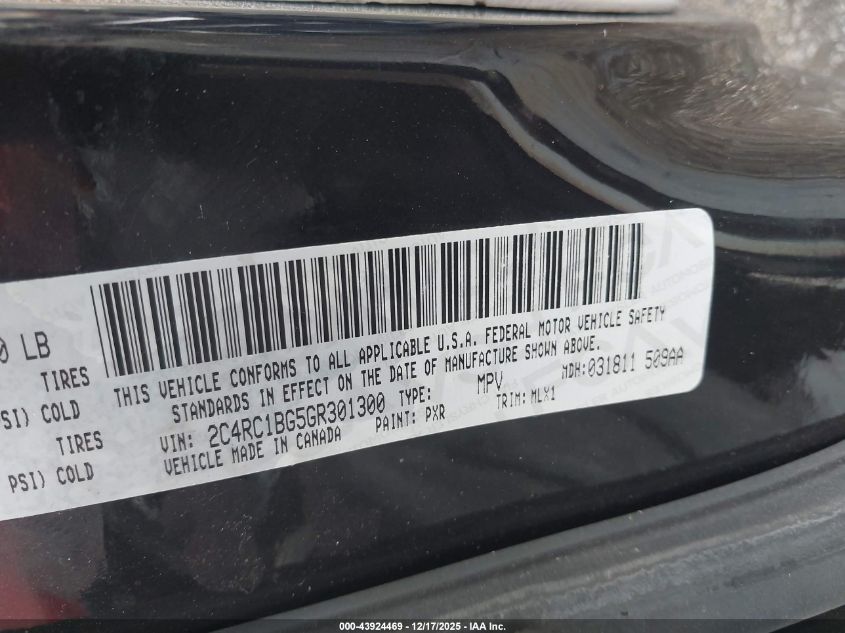 0 LB
TIRES
SI) COLD
TIRES
PSI) COLD
THIS VEHICLE CONFORMS TO ALL APPLICABLE U.S.A. FEDERAL MOTOR VEHICLE SAFETY
STANDARDS IN EFFECT ON THE DATE OF MANUFACTURE SHOWN ABOVE.
VIN: 2C4RC1BG5GR301300 TYPE: MPV MDH:031811 509AA
VEHICLE MADE IN CANADA PAINT: PXR TRIM: MLX1
000-43924469 - 12/17/2025 - IAA Inc.